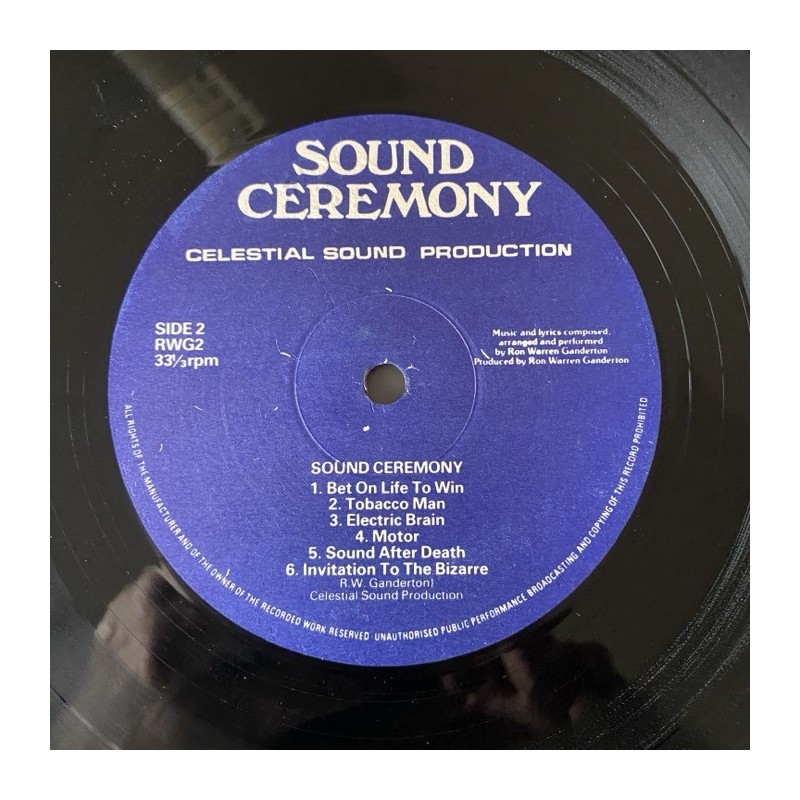 SOUND
CEREMONY
CELESTIAL SOUND PRODUCTION
SIDE 2
RWG2
33⅓rpm
Music and lyrics composed,
arranged and performed
by Ron Warren Ganderton
Produced by Ron Warren Ganderton
SOUND CEREMONY
1. Bet On Life To Win
2. Tobacco Man
3. Electric Brain
4. Motor
5. Sound After Death
6. Invitation To The Bizarre
R.W. Ganderton)
Celestial Sound Production
ALL RIGHTS OF THE MANUFACTURER AND OF THE OWNER OF THE RECORDED WORK RESERVED · UNAUTHORISED PUBLIC PERFORMANCE BROADCASTING AND COPYING OF THIS RECORD PROHIBITED